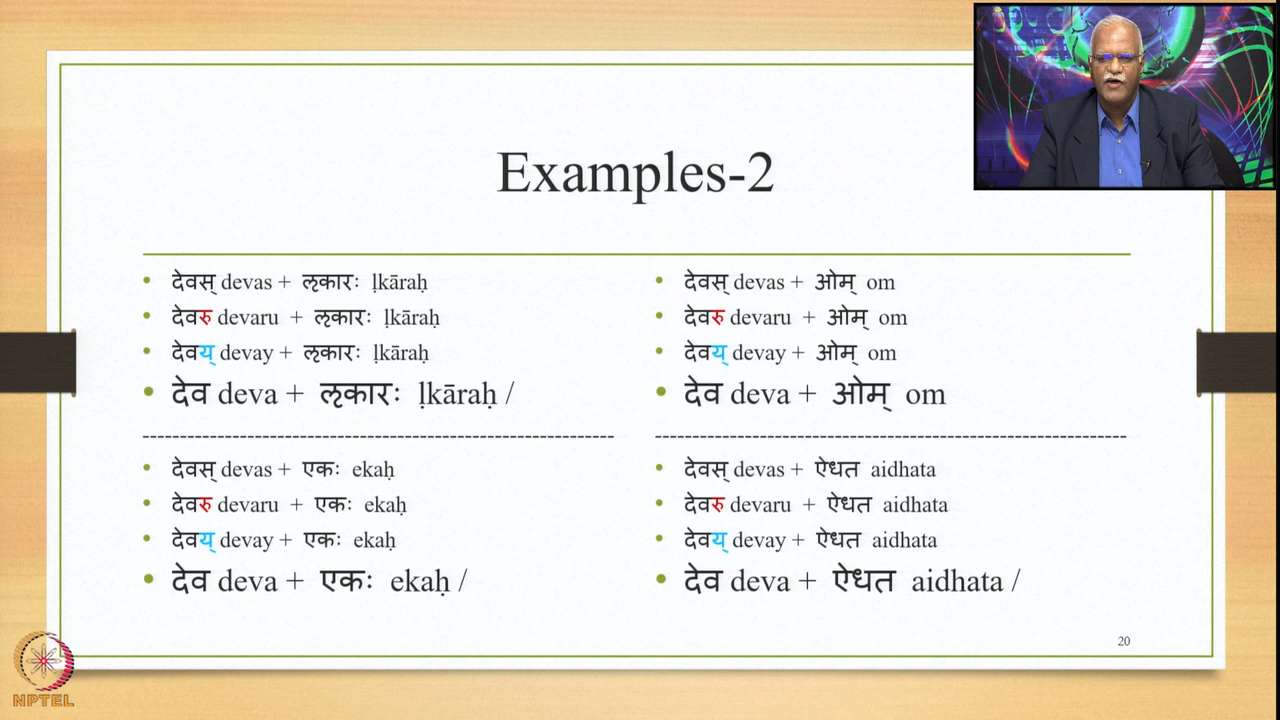 Examples-2
• देवस् devas + ऌकारः ḷkāraḥ
• देवरु devaru + ऌकारः ḷkāraḥ
• देवय् devay + ऌकारः ḷkāraḥ
• देव deva + ऌकारः ḷkāraḥ /
----------------------------------------------------------------
• देवस् devas + एकः ekaḥ
• देवरु devaru + एकः ekaḥ
• देवय् devay + एकः ekaḥ
• देव deva + एकः ekaḥ /
• देवस् devas + ओम् om
• देवरु devaru + ओम् om
• देवय् devay + ओम् om
• देव deva + ओम् om
----------------------------------------------------------------
• देवस् devas + ऐधत aidhata
• देवरु devaru + ऐधत aidhata
• देवय् devay + ऐधत aidhata
• देव deva + ऐधत aidhata /
20
NPTEL